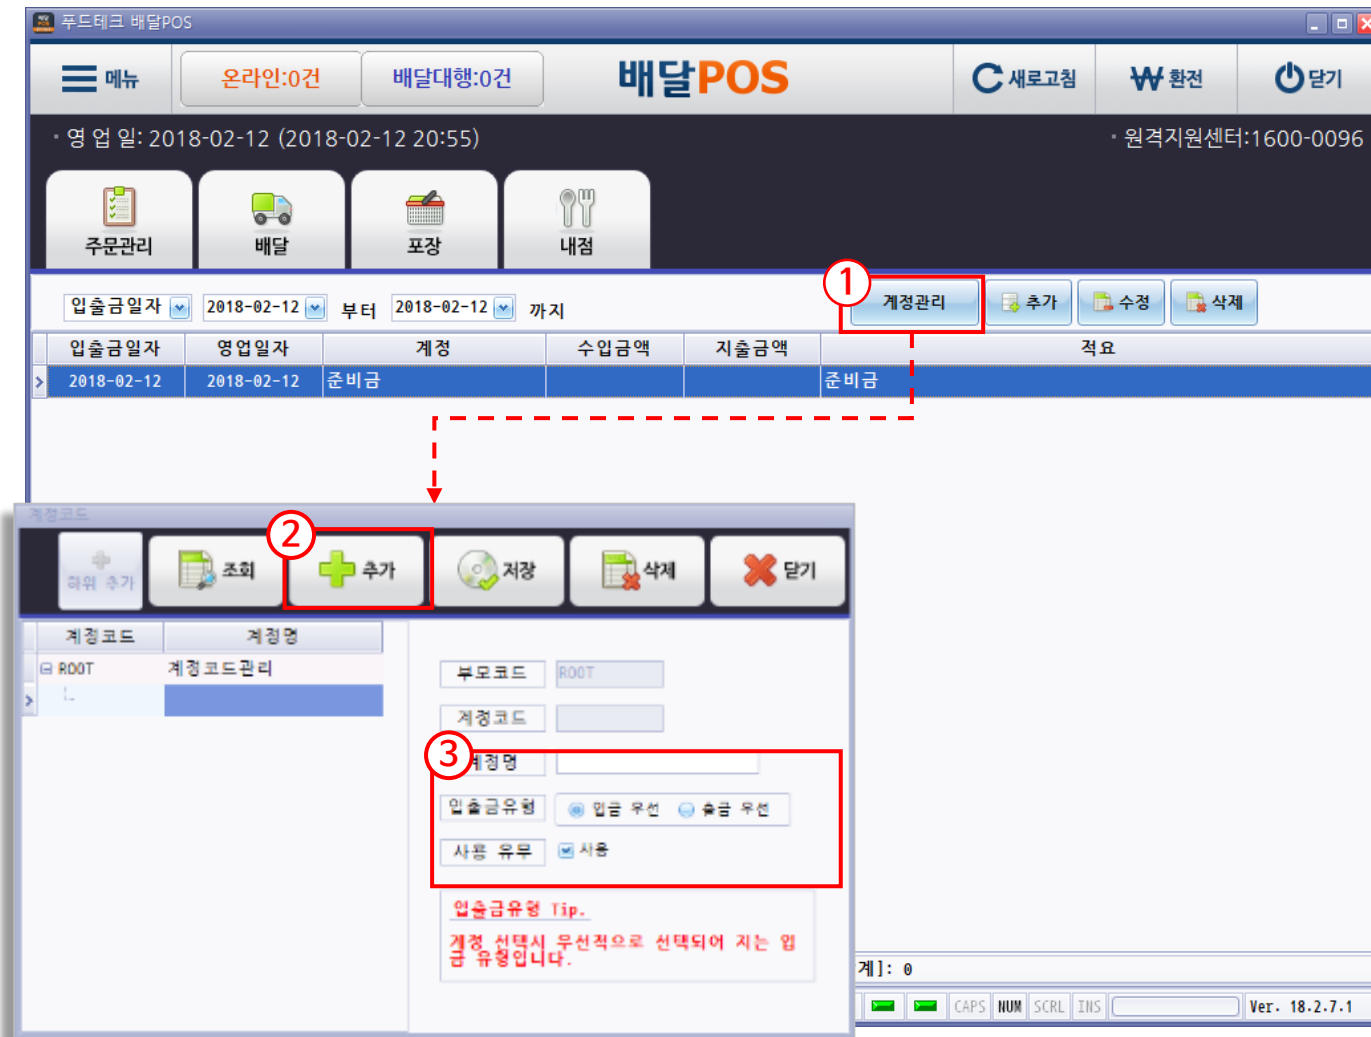 푸드테크 배달POS
메뉴 온라인:0건 배달대행:0건 배달POS 새로고침 환전 닫기
· 영 업 일: 2018-02-12 (2018-02-12 20:55) · 원격지원센터:1600-0096
주문관리 배달 포장 내점
1
입출금일자 2018-02-12 부터 2018-02-12 까지 계정관리 추가 수정 삭제
입출금일자 영업일자 계정 수입금액 지출금액 적요
2018-02-12 2018-02-12 준비금 준비금
계정코드
2
하위 추가 조회 추가 저장 삭제 닫기
계정코드 계정명
ROOT 계정코드관리
부모코드 ROOT
계정코드
3
계정명
입출금유형 입금 우선 출금 우선
사용 유무 사용
입출금유형 Tip.
계정 선택시 우선적으로 선택되어 지는 입
금 유형입니다.
계]: 0
CAPS NUM SCRL INS Ver. 18.2.7.1